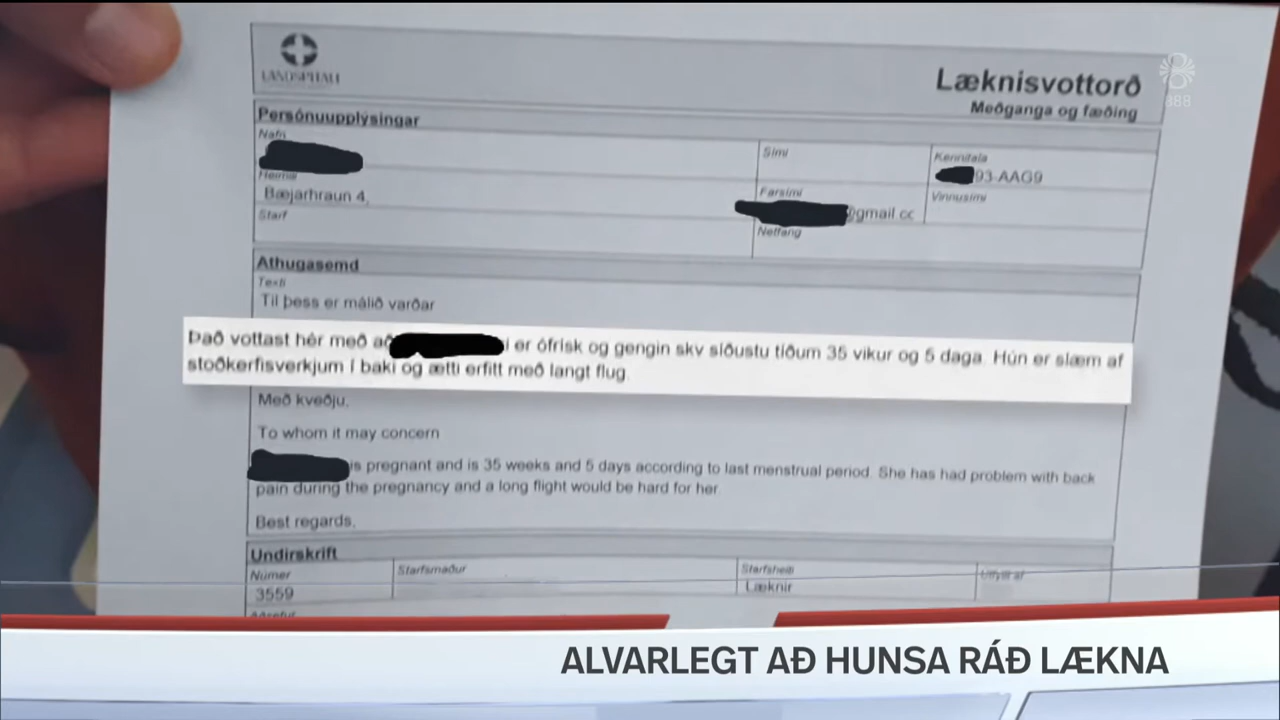 LANDSPÍTALI
Læknisvottorð
Meðganga og fæðing
888
Persónuupplýsingar
Nafn
Sími
Kennitala
93-AAG9
Heimili
Bæjarhraun 4,
Farsími
Vinnusími
@gmail.cc
Starf
Netfang
Athugasemd
Texti
Til þess er málið varðar
Það vottast hér með að i er ófrísk og gengin skv síðustu tíðum 35 vikur og 5 daga. Hún er slæm af
stoðkerfisverkjum í baki og ætti erfitt með langt flug.
Með kveðju,
To whom it may concern
is pregnant and is 35 weeks and 5 days according to last menstrual period. She has had problem with back
pain during the pregnancy and a long flight would be hard for her.
Best regards,
Undirskrift
Númer
Starfsmaður
Starfsheiti
3559
Læknir
ALVARLEGT AÐ HUNSA RÁÐ LÆKNA